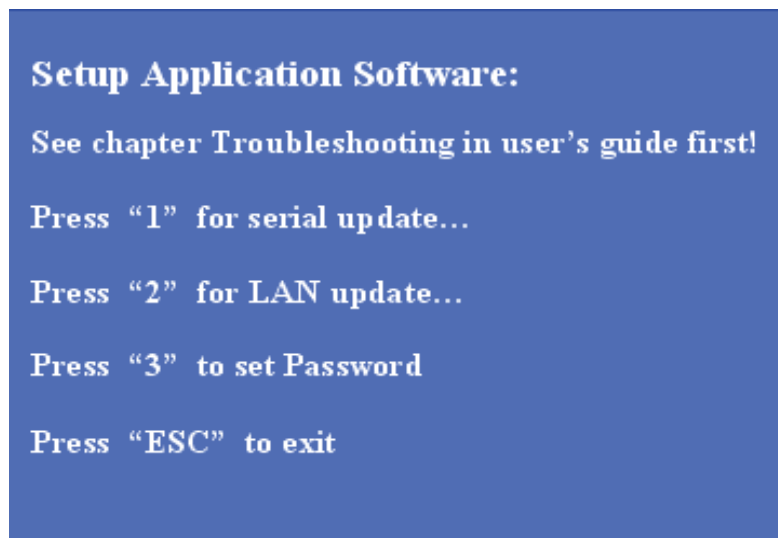 Setup Application Software:
See chapter Troubleshooting in user’s guide first!
Press “1” for serial update...
Press “2” for LAN update...
Press “3” to set Password
Press “ESC” to exit